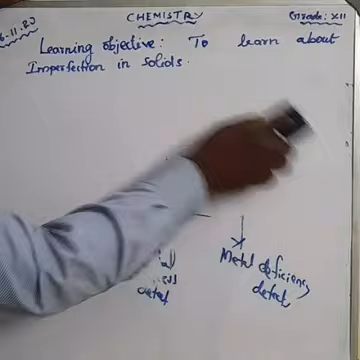 CHEMISTRY
Grade: XII
Learning objective: To learn about
Imperfection in solids.
Metal deficiency
defect